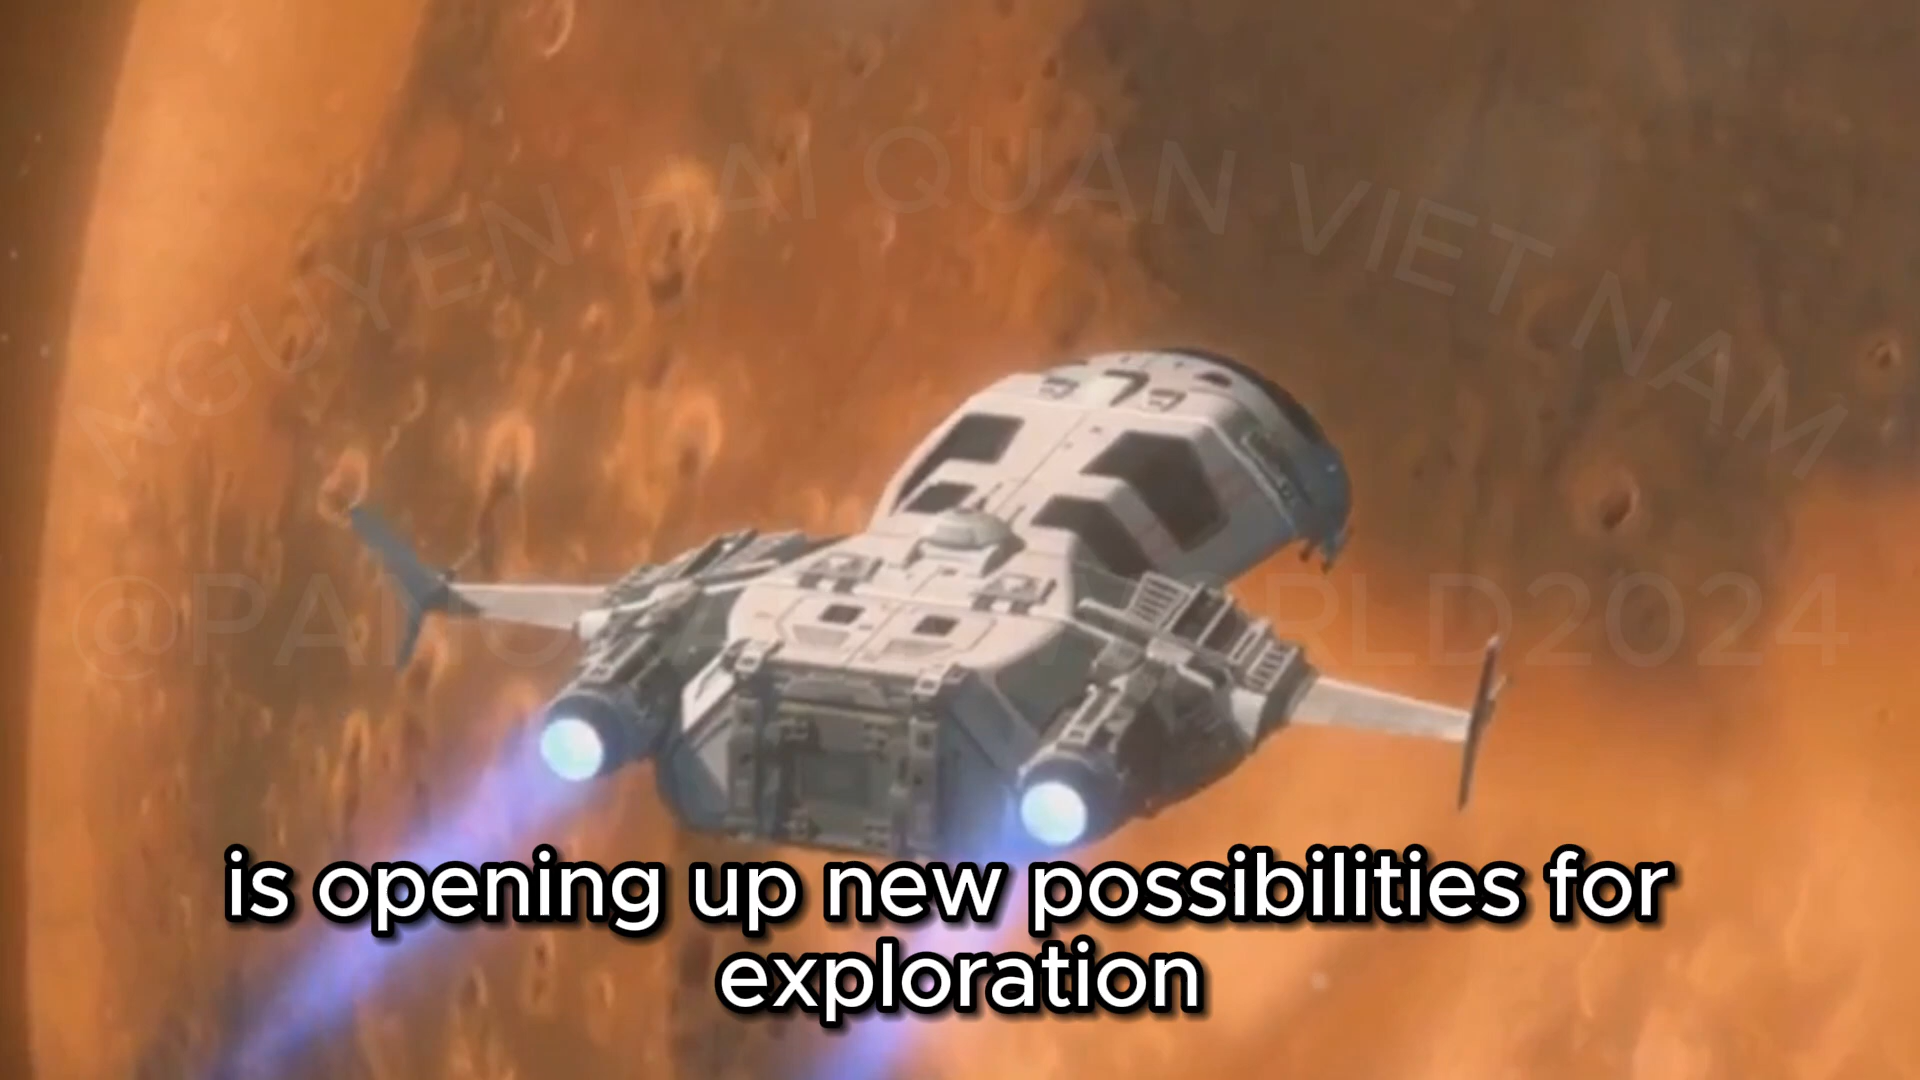 NGUYEN HAI QUAN VIET NAM
is opening up new possibilities for
exploration